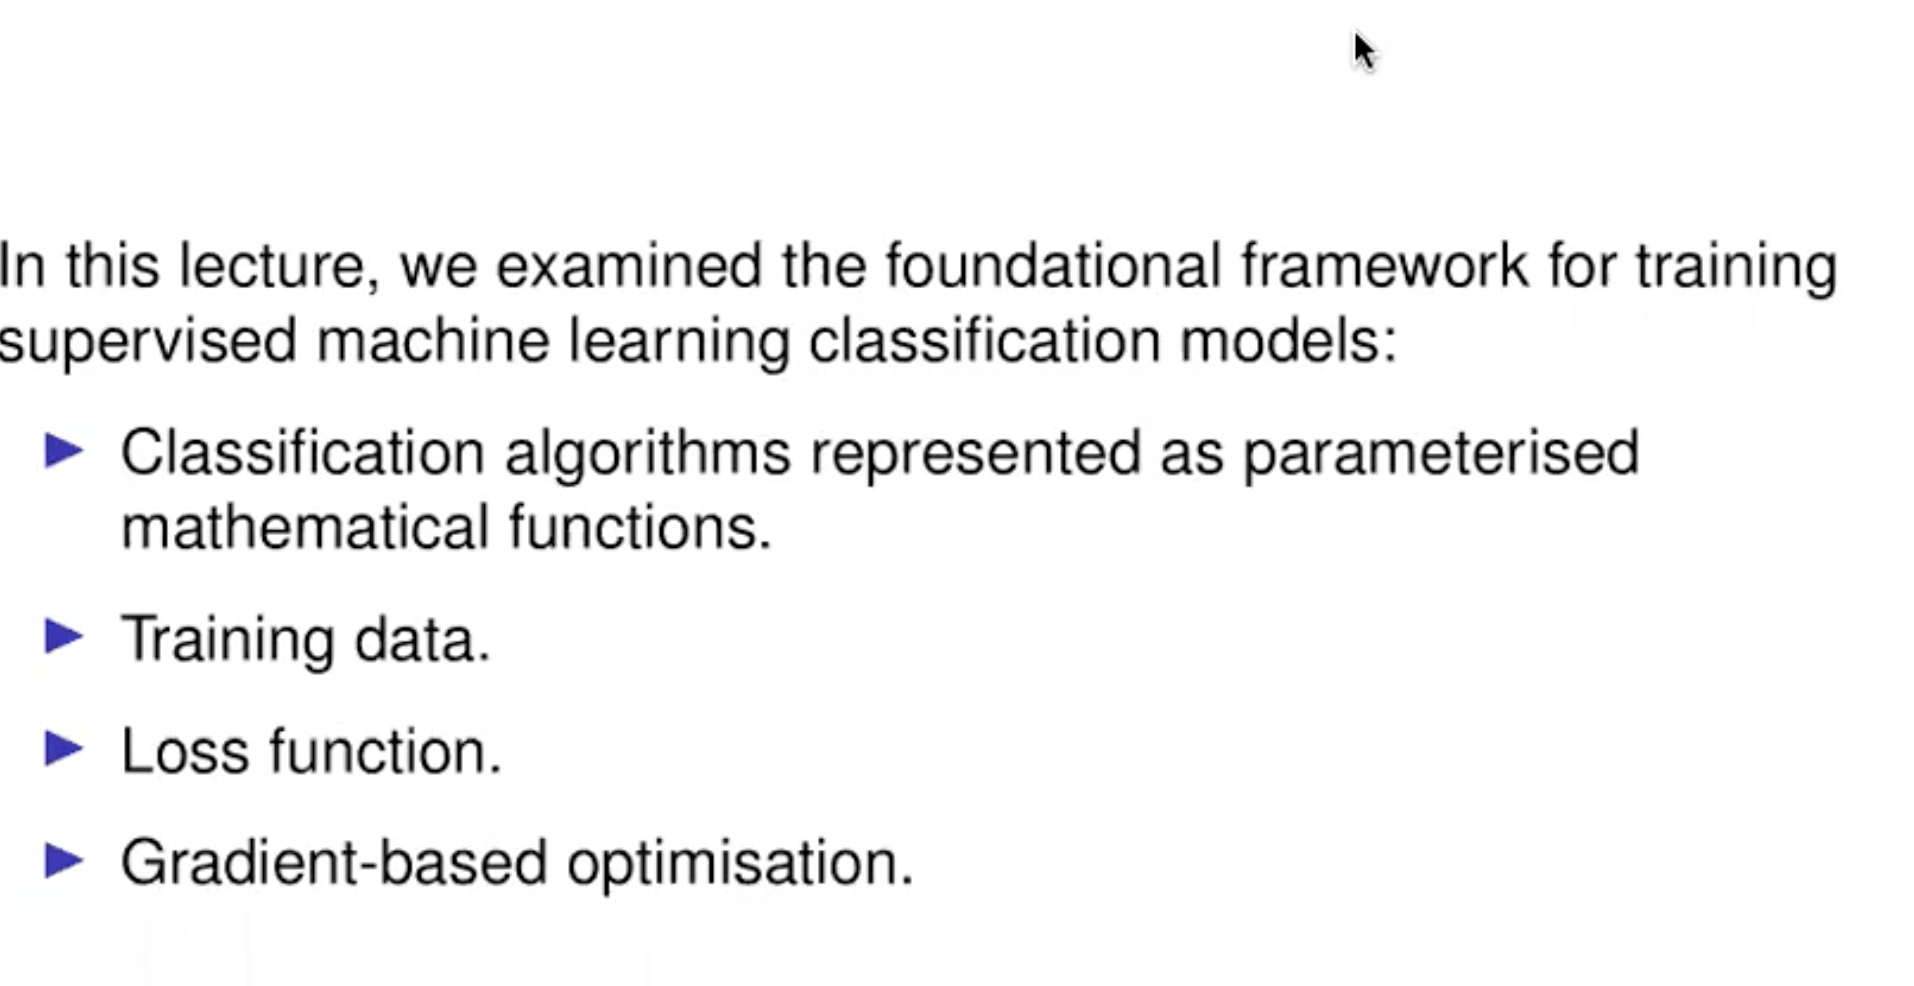 In this lecture, we examined the foundational framework for training
supervised machine learning classification models:
Classification algorithms represented as parameterised
mathematical functions.
Training data.
Loss function.
Gradient-based optimisation.